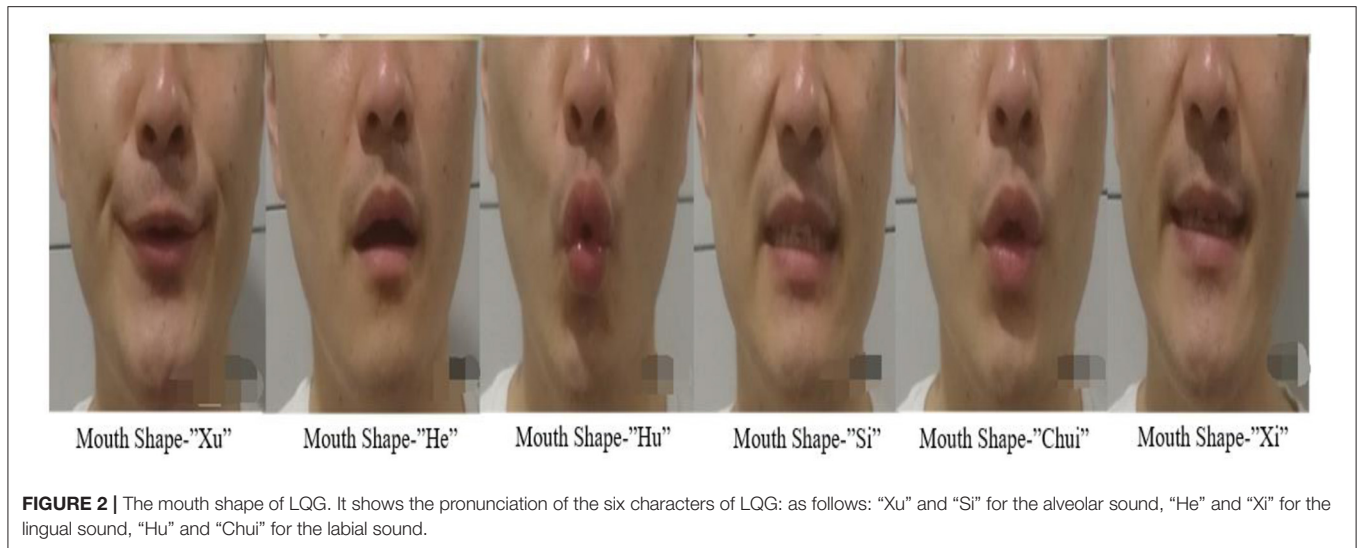 Mouth Shape-”Xu” Mouth Shape-”He” Mouth Shape-”Hu” Mouth Shape-”Si” Mouth Shape-”Chui” Mouth Shape-”Xi”
FIGURE 2 | The mouth shape of LQG. It shows the pronunciation of the six characters of LQG: as follows: “Xu” and “Si” for the alveolar sound, “He” and “Xi” for the
lingual sound, “Hu” and “Chui” for the labial sound.